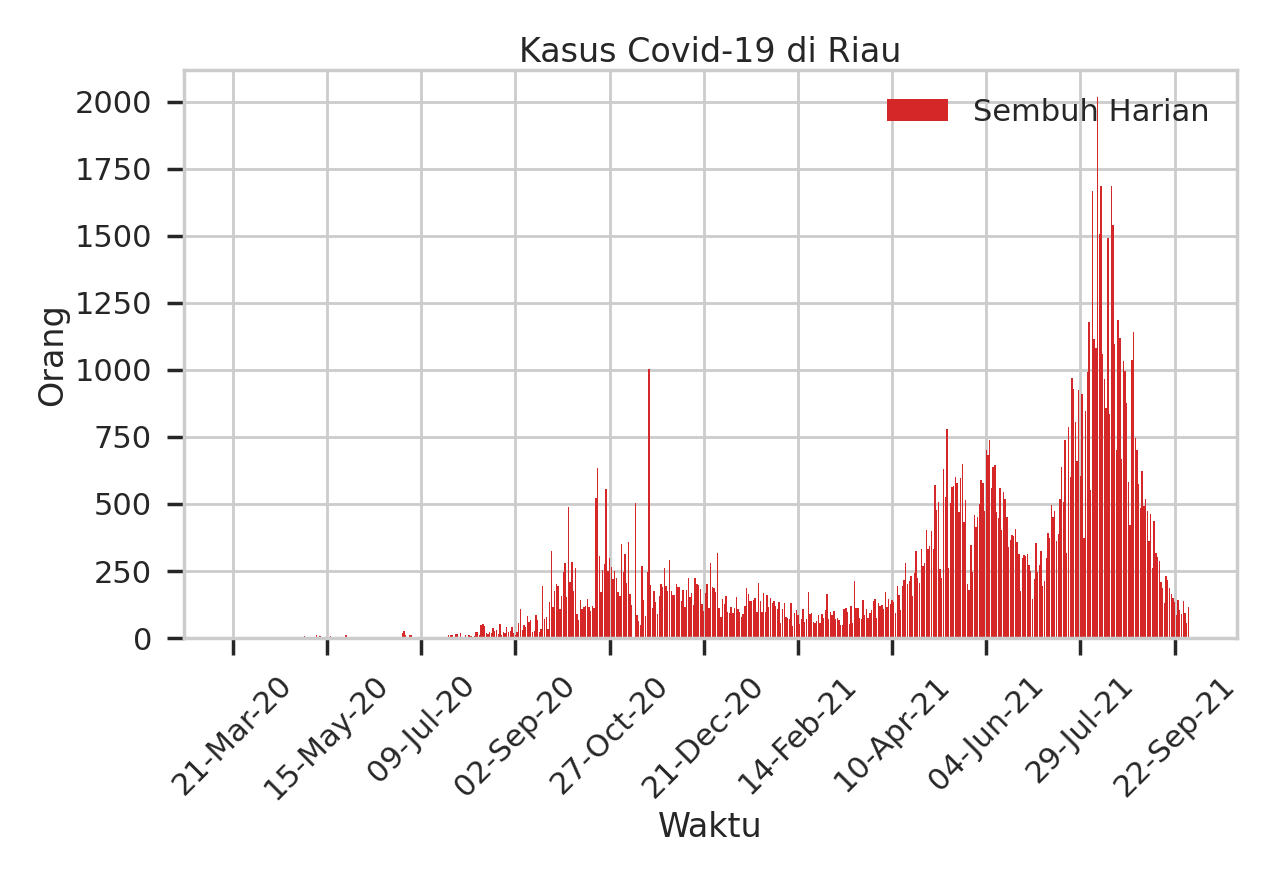 Kasus Covid-19 di Riau
Sembuh Harian
Orang
2000
1750
1500
1250
1000
750
500
250
0
21-Mar-20
15-May-20
09-Jul-20
02-Sep-20
27-Oct-20
21-Dec-20
14-Feb-21
10-Apr-21
04-Jun-21
29-Jul-21
22-Sep-21
Waktu